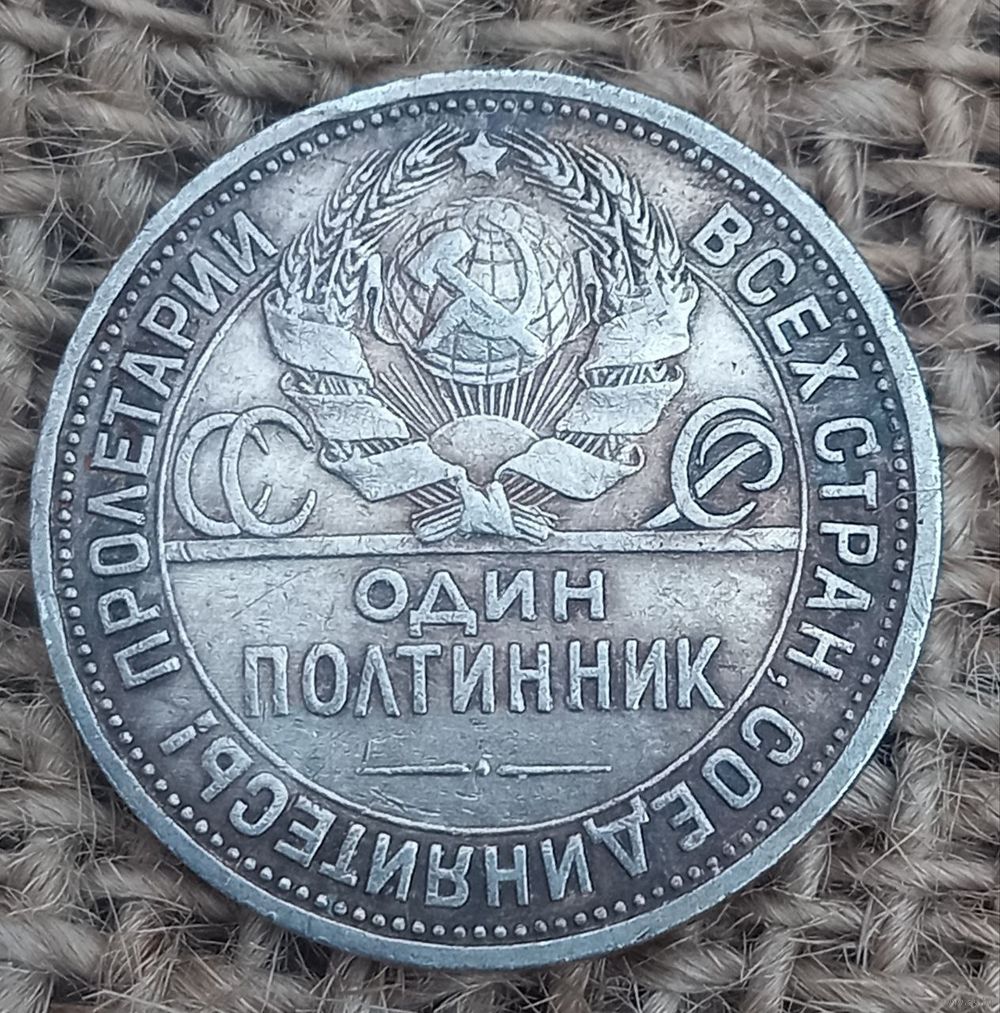 ПРОЛЕТАРИИ ВСЕХ СТРАН, СОЕДИНЯЙТЕСЬ!
СС СР
ОДИН
ПОЛТИННИК